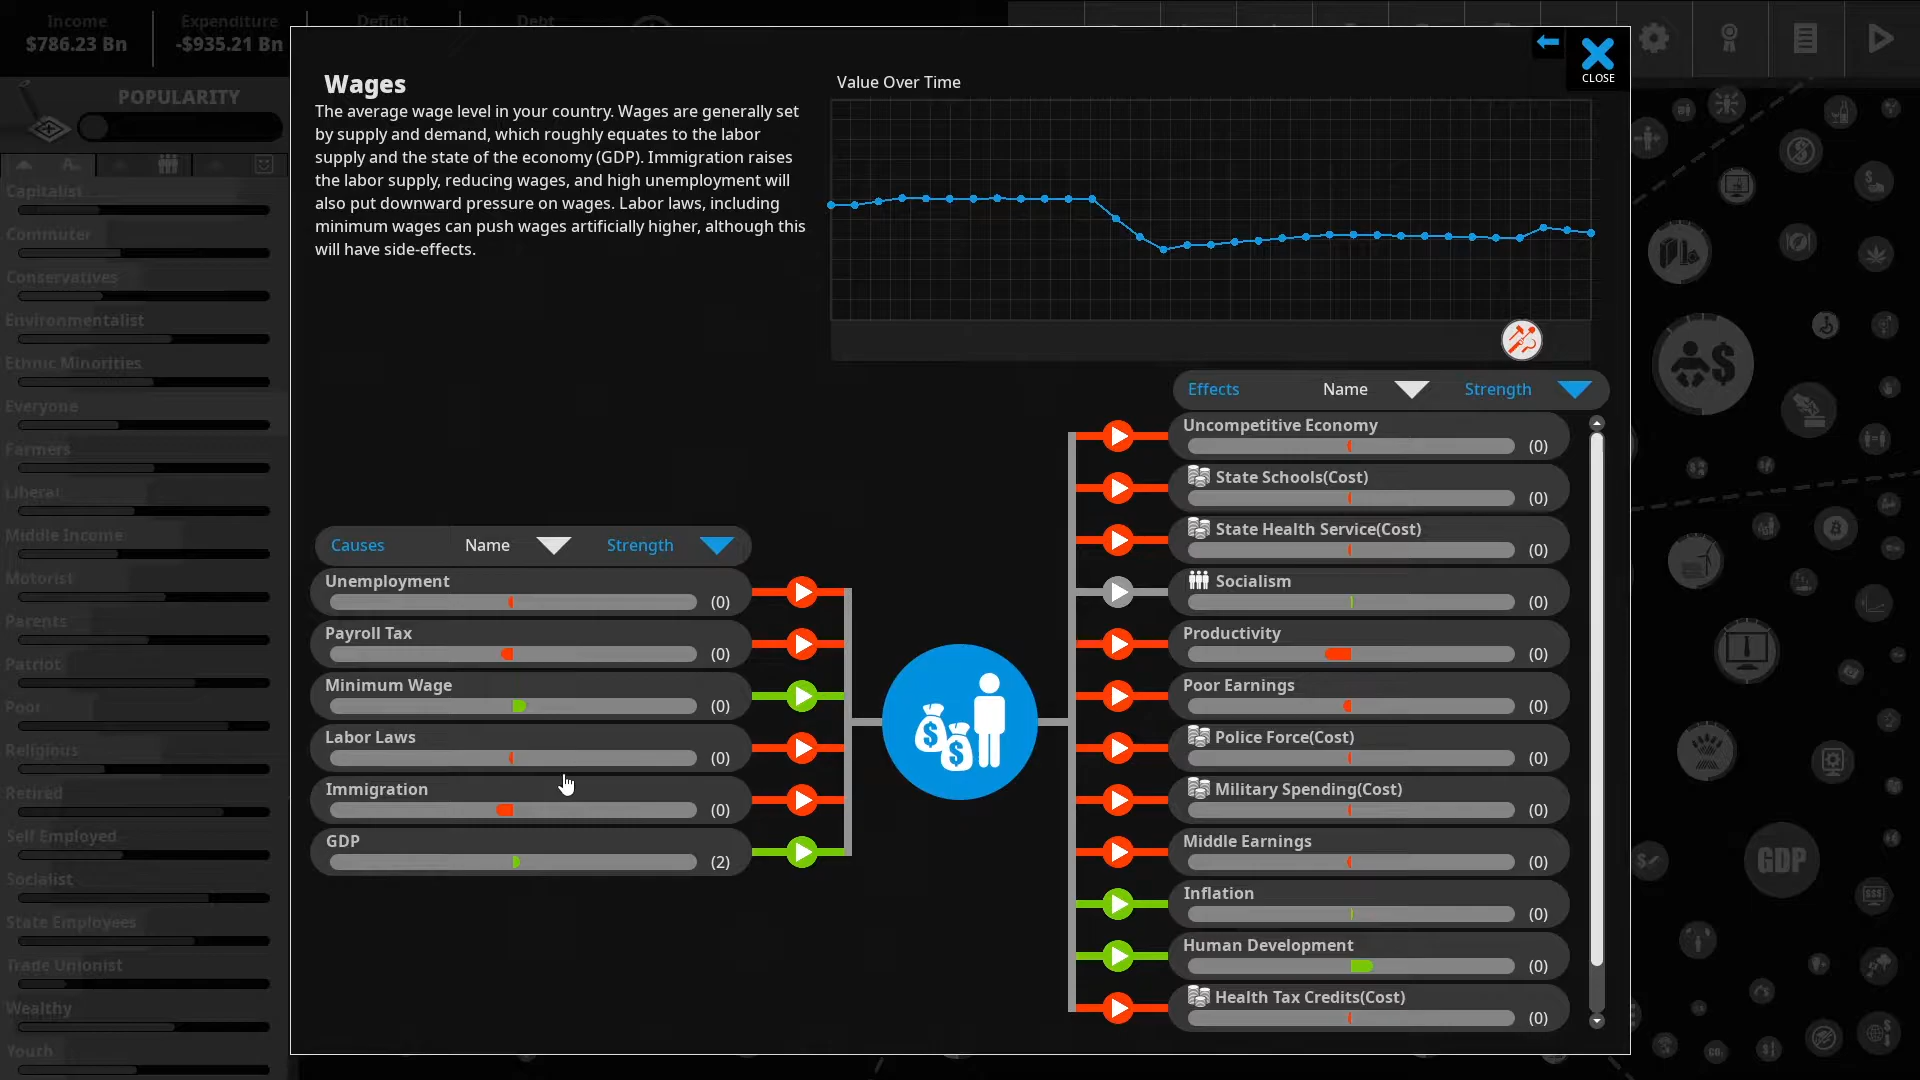 Income
Expenditure
Deficit
Debt
$786.23 Bn
-$935.21 Bn
POPULARITY
Capitalist
Commuter
Conservatives
Environmentalist
Ethnic Minorities
Everyone
Farmers
Liberal
Middle Income
Motorist
Parents
Patriot
Poor
Religious
Retired
Self Employed
Socialist
State Employees
Trade Unionist
Wealthy
Youth
Wages
The average wage level in your country. Wages are generally set
by supply and demand, which roughly equates to the labor
supply and the state of the economy (GDP). Immigration raises
the labor supply, reducing wages, and high unemployment will
also put downward pressure on wages. Labor laws, including
minimum wages can push wages artificially higher, although this
will have side-effects.
Value Over Time
CLOSE
Causes Name Strength
Unemployment
(0)
Payroll Tax
(0)
Minimum Wage
(0)
Labor Laws
(0)
Immigration
(0)
GDP
(2)
Effects Name Strength
Uncompetitive Economy
(0)
State Schools(Cost)
(0)
State Health Service(Cost)
(0)
Socialism
(0)
Productivity
(0)
Poor Earnings
(0)
Police Force(Cost)
(0)
Military Spending(Cost)
(0)
Middle Earnings
(0)
Inflation
(0)
Human Development
(0)
Health Tax Credits(Cost)
(0)
GDP